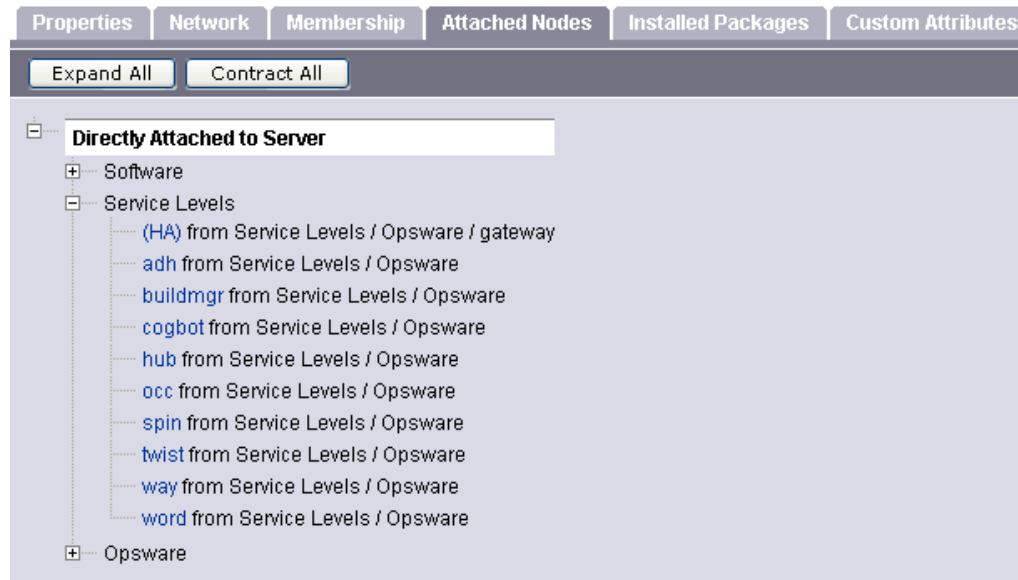 Properties Network Membership Attached Nodes Installed Packages Custom Attributes
Expand All Contract All
Directly Attached to Server
Software
Service Levels
(HA) from Service Levels / Opsware / gateway
adh from Service Levels / Opsware
buildmgr from Service Levels / Opsware
cogbot from Service Levels / Opsware
hub from Service Levels / Opsware
occ from Service Levels / Opsware
spin from Service Levels / Opsware
twist from Service Levels / Opsware
way from Service Levels / Opsware
word from Service Levels / Opsware
Opsware